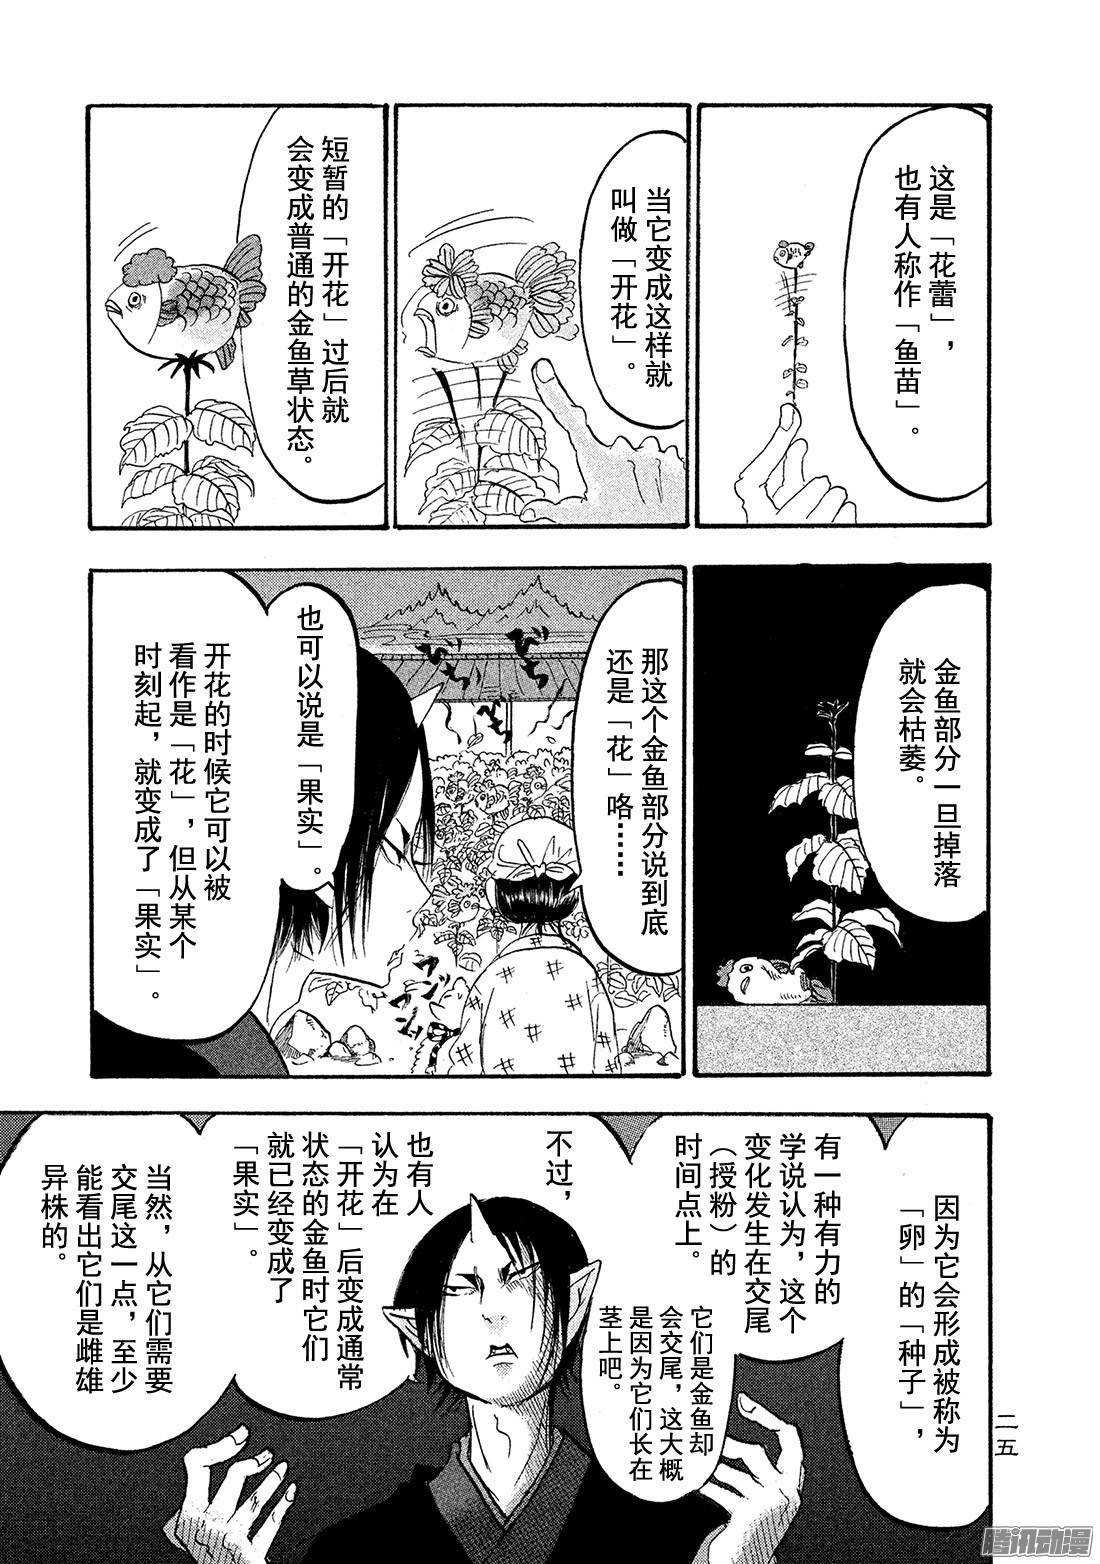 这是「花蕾」，
也有人称作「鱼苗」。
当它变成这样就
叫做「开花」。
短暂的「开花」过后就
会变成普通的金鱼草状态。
金鱼部分一旦掉落
就会枯萎。
那这个金鱼部分说到底
还是「花」咯……
びち
びち
ブンブン
也可以说是「果实」。
开花的时候它可以被
看作是「花」，但从某个
时刻起，就变成了「果实」。
因为它会形成被称为
「卵」的「种子」，
有一种有力的
学说认为，这个
变化发生在交尾
（授粉）的
时间点上。
它们是金鱼却
会交尾，这大概
是因为它们长在
茎上吧。
不过，
也有人
认为在
「开花」后变成通常
状态的金鱼时它们
就已经变成了
「果实」。
当然，从它们需要
交尾这一点，至少
能看出它们是雌雄
异株的。
二五
腾讯动漫